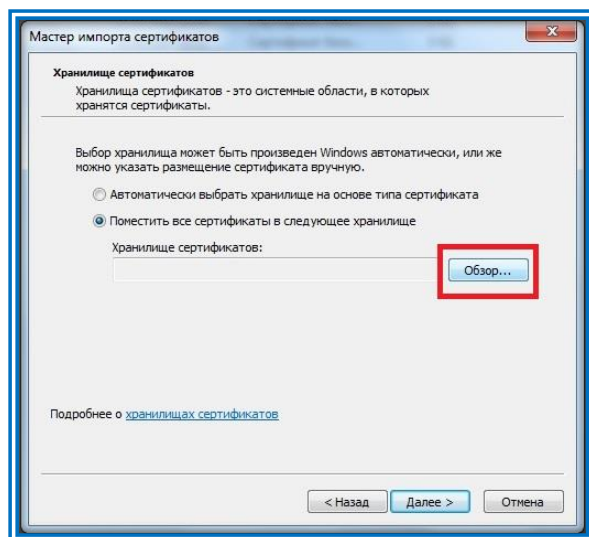 Мастер импорта сертификатов
Хранилище сертификатов
Хранилища сертификатов - это системные области, в которых
хранятся сертификаты.
Выбор хранилища может быть произведен Windows автоматически, или же
можно указать размещение сертификата вручную.
Автоматически выбрать хранилище на основе типа сертификата
Поместить все сертификаты в следующее хранилище
Хранилище сертификатов:
Обзор...
Подробнее о хранилищах сертификатов
< Назад Далее > Отмена